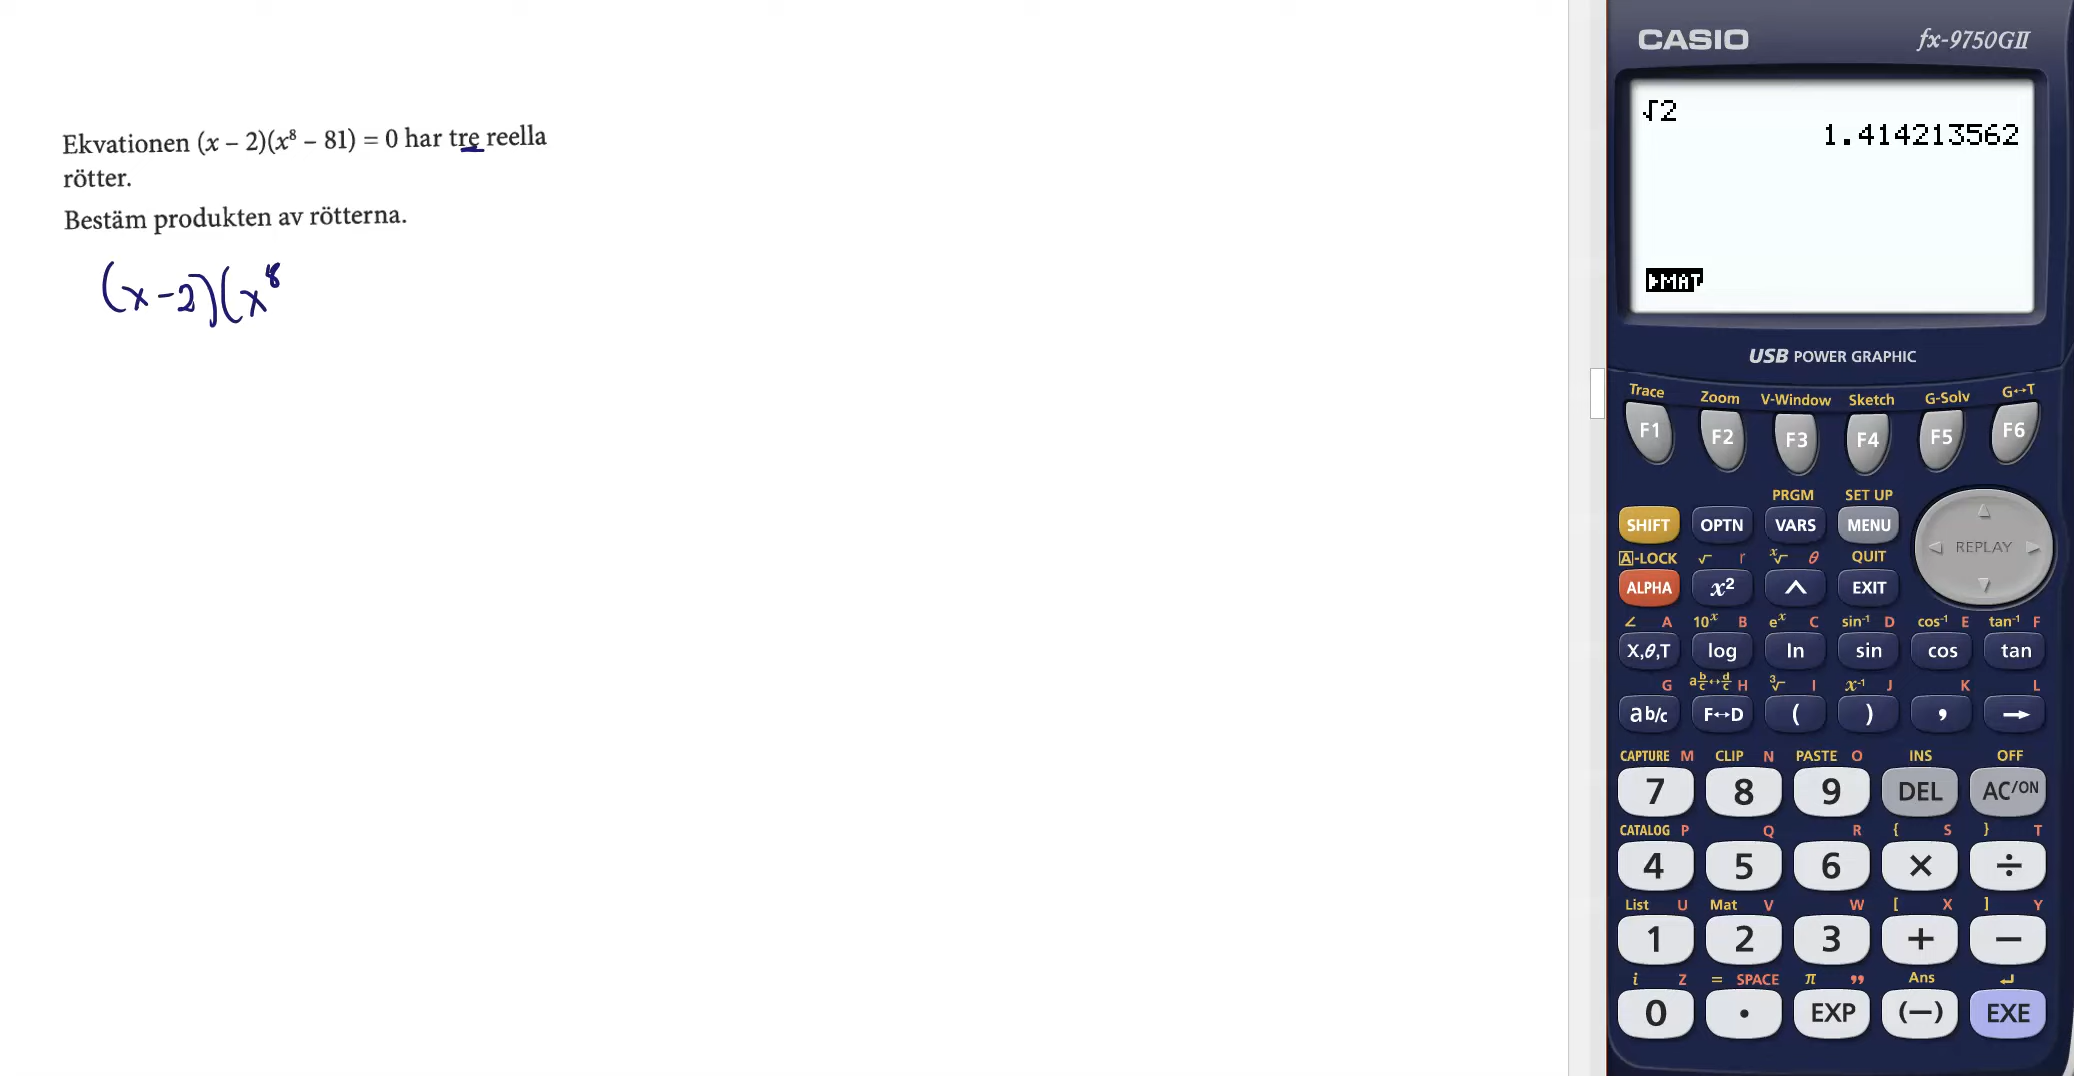 Ekvationen (x – 2)(x⁸ – 81) = 0 har tre reella
rötter.
Bestäm produkten av rötterna.
(x-2)(x⁸
CASIO fx-9750GII
√2
1.414213562
▶MAT
USB POWER GRAPHIC
Trace Zoom V-Window Sketch G-Solv G↔T
F1 F2 F3 F4 F5 F6
PRGM SET UP
SHIFT OPTN VARS MENU
A-LOCK √ r ˣ√ θ QUIT
REPLAY
ALPHA x² ^ EXIT
∠ A 10ˣ B eˣ C sin⁻¹ D cos⁻¹ E tan⁻¹ F
X,θ,T log ln sin cos tan
G a b/c↔d/c H ³√ I x⁻¹ J K L
a b/c F↔D ( ) , →
CAPTURE M CLIP N PASTE O INS OFF
7 8 9 DEL AC/ON
CATALOG P Q R { S } T
4 5 6 × ÷
List U Mat V W [ X ] Y
1 2 3 + −
i Z = SPACE π ” Ans ↵
0 . EXP (−) EXE